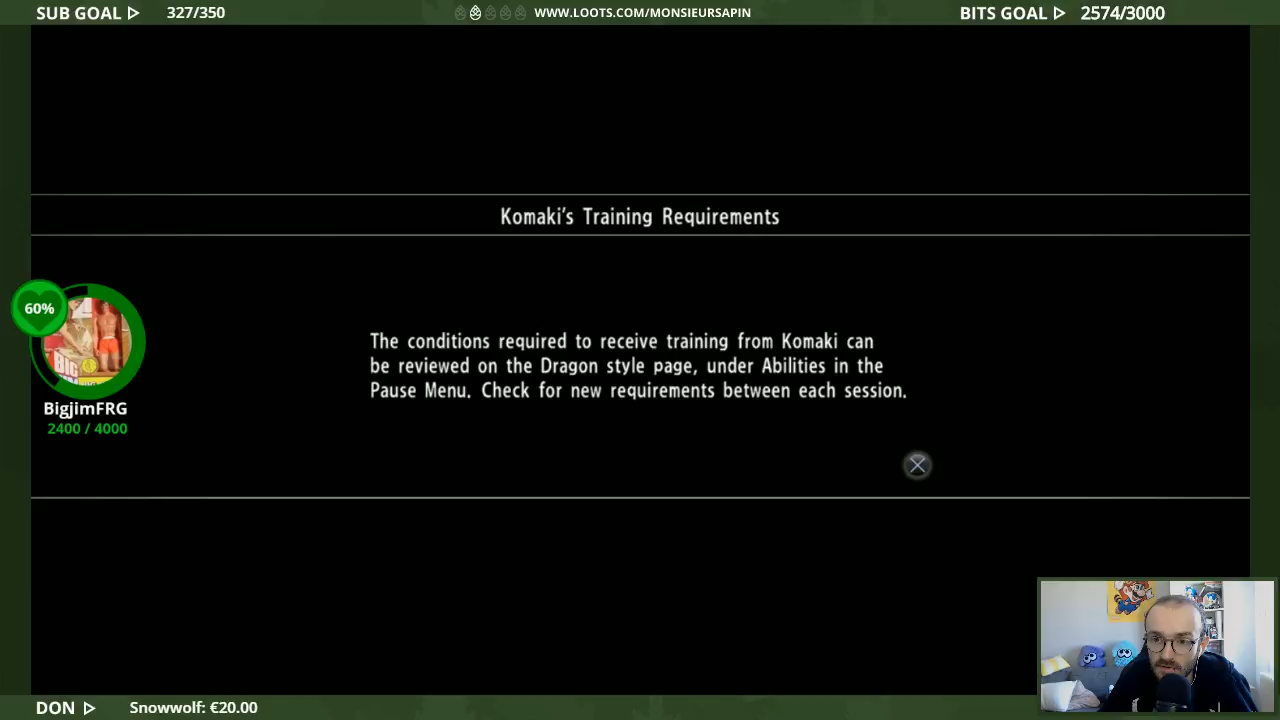 SUB GOAL 327/350
WWW.LOOTS.COM/MONSIEURSAPIN
BITS GOAL 2574/3000
Komaki's Training Requirements
60%
The conditions required to receive training from Komaki can
be reviewed on the Dragon style page, under Abilities in the
Pause Menu. Check for new requirements between each session.
BIG
BigjimFRG
2400 / 4000
DON Snowwolf: €20.00